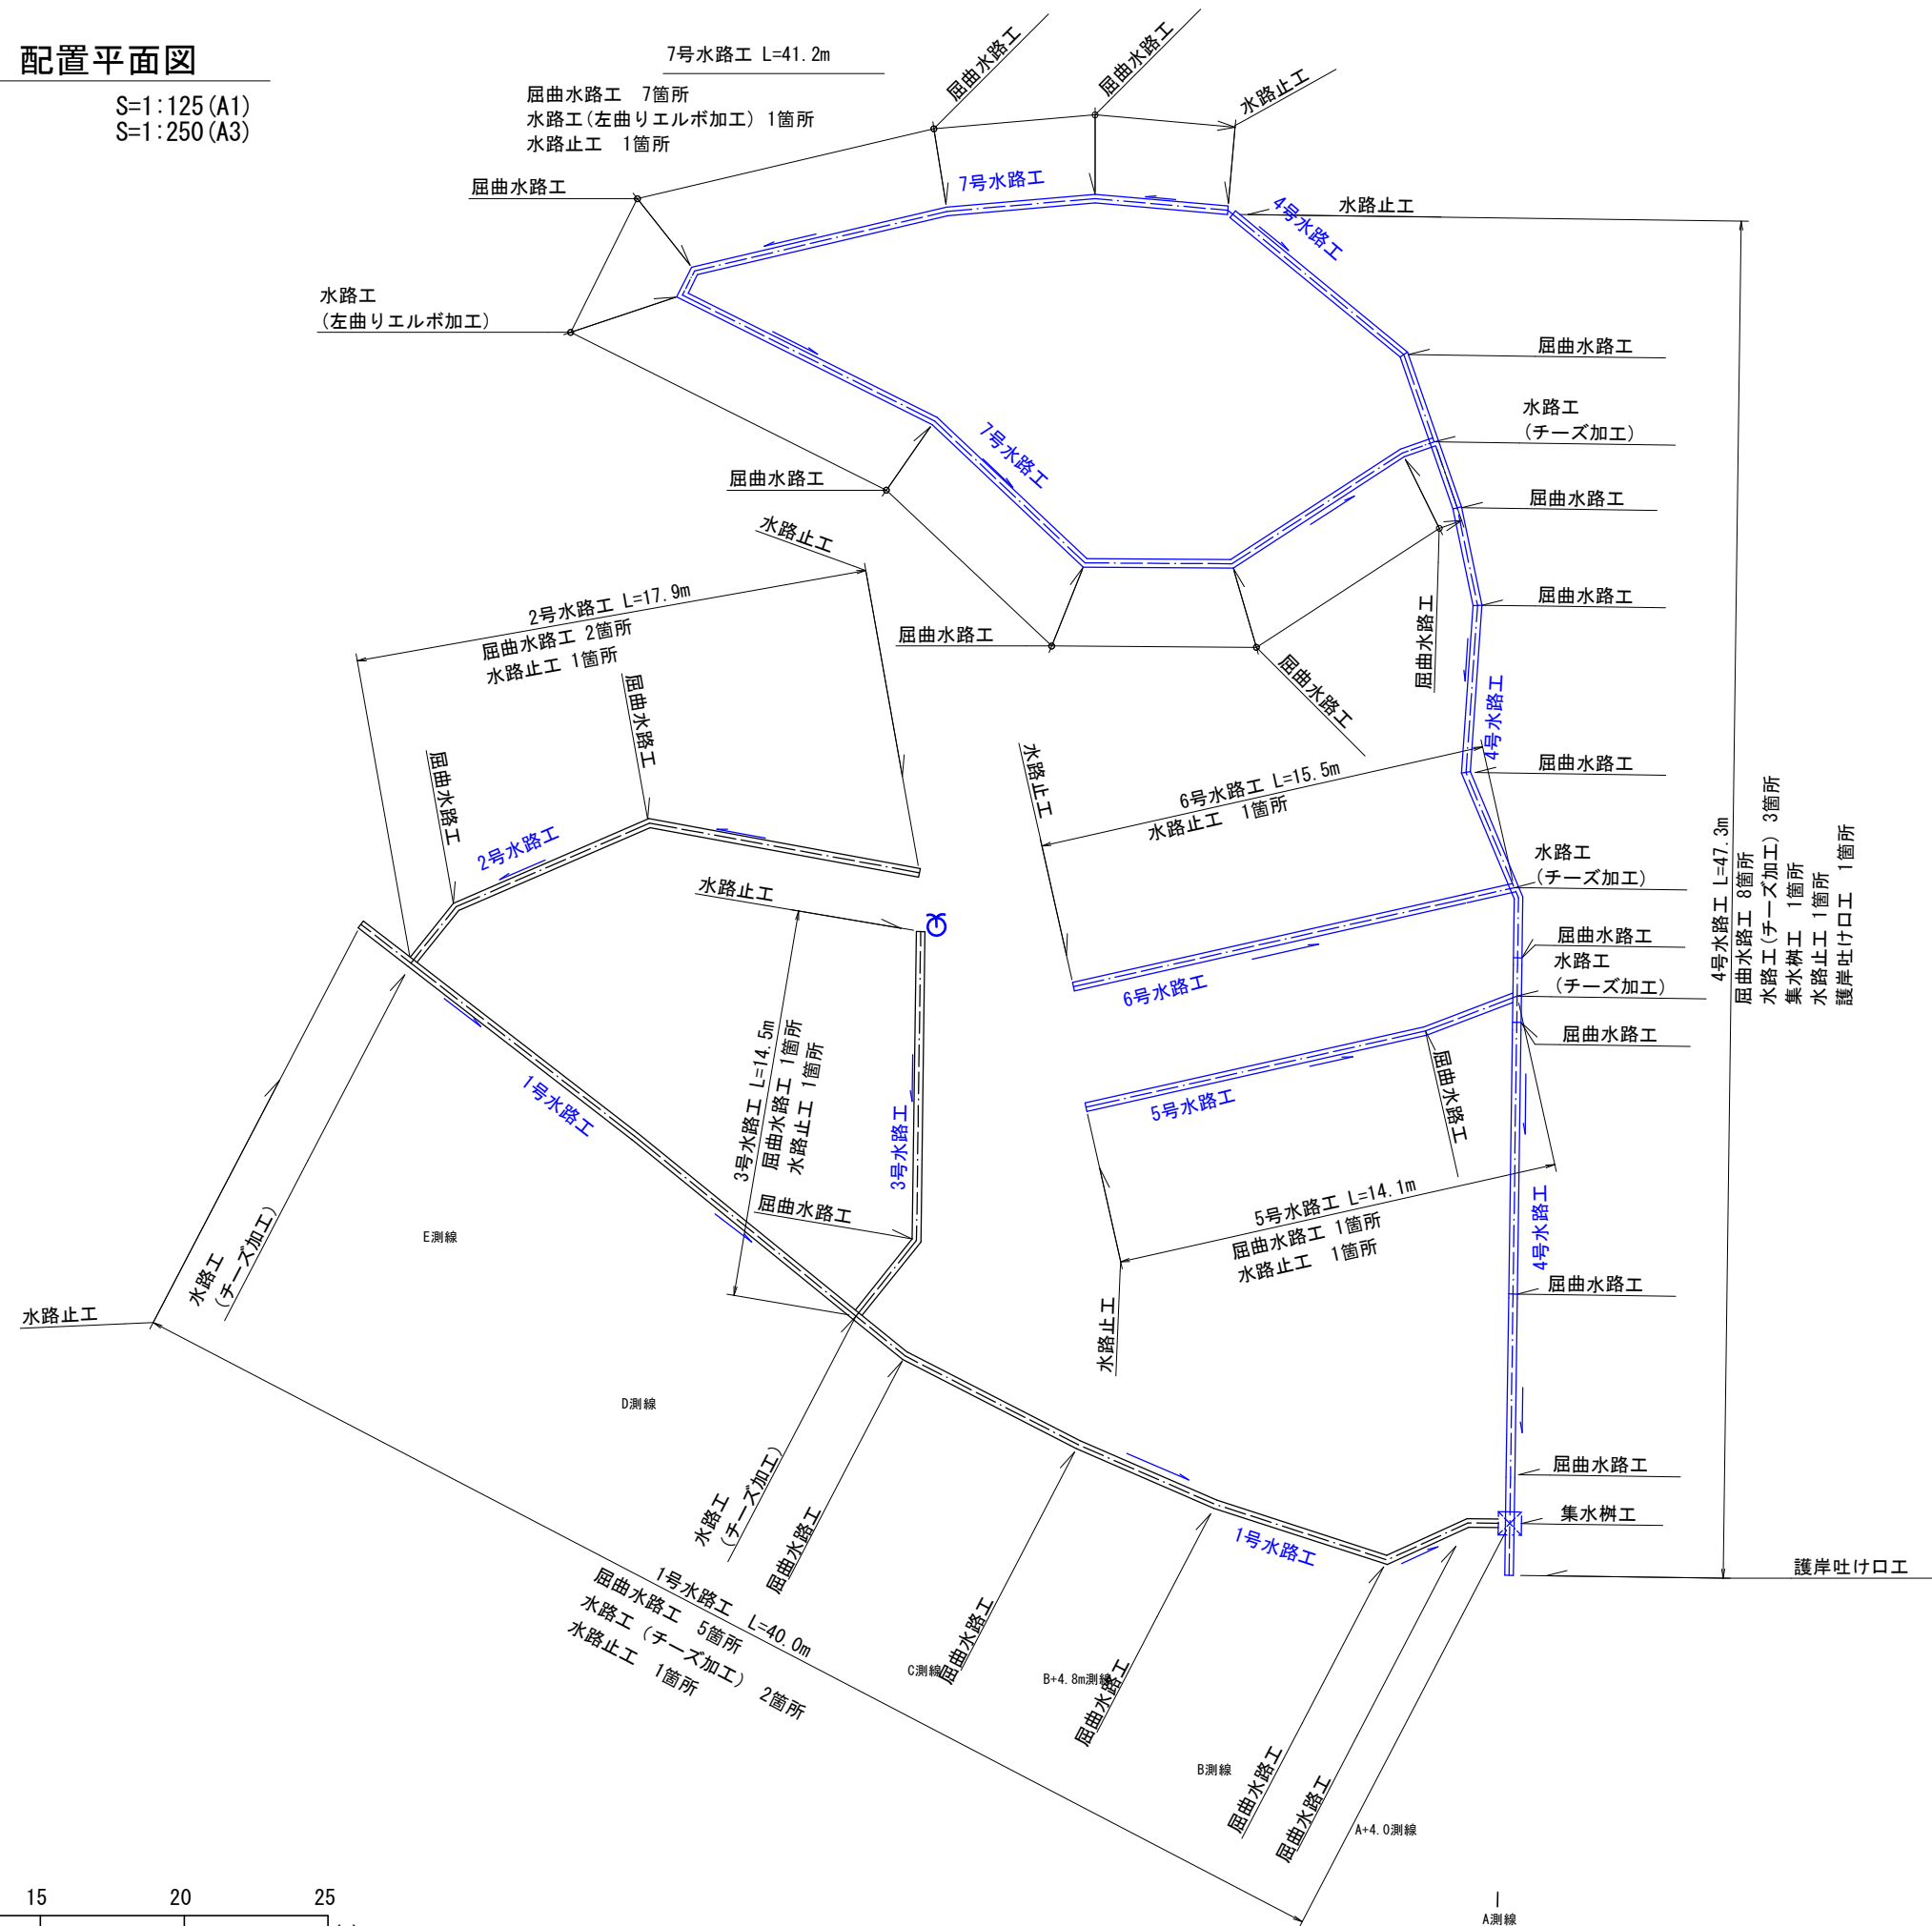 配置平面図
S=1:125(A1)
S=1:250(A3)
7号水路工 L=41.2m
屈曲水路工 7箇所
水路工(左曲りエルボ加工) 1箇所
水路止工 1箇所
屈曲水路工
屈曲水路工
水路止工
屈曲水路工
7号水路工
4号水路工
水路止工
水路工
(左曲りエルボ加工)
屈曲水路工
水路工
(チーズ加工)
7号水路工
屈曲水路工
屈曲水路工
水路止工
2号水路工 L=17.9m
屈曲水路工 2箇所
水路止工 1箇所
屈曲水路工
屈曲水路工
屈曲水路工
屈曲水路工
屈曲水路工
屈曲水路工
4号水路工
屈曲水路工
水路止工
6号水路工 L=15.5m
水路止工 1箇所
2号水路工
水路止工
水路工
(チーズ加工)
4号水路工 L=47.3m
屈曲水路工 8箇所
水路工(チーズ加工) 3箇所
集水桝工 1箇所
水路止工 1箇所
護岸吐け口工 1箇所
屈曲水路工
水路工
(チーズ加工)
6号水路工
屈曲水路工
1号水路工
3号水路工 L=14.5m
屈曲水路工 1箇所
水路止工 1箇所
3号水路工
5号水路工
屈曲水路工
屈曲水路工
5号水路工 L=14.1m
屈曲水路工 1箇所
水路止工 1箇所
4号水路工
E測線
水路工
(チーズ加工)
水路止工
水路止工
屈曲水路工
D測線
屈曲水路工
集水桝工
護岸吐け口工
水路工
(チーズ加工)
屈曲水路工
1号水路工
1号水路工 L=40.0m
屈曲水路工 5箇所
水路工 (チーズ加工) 2箇所
水路止工 1箇所
C測線
屈曲水路工
B+4.8m測線
屈曲水路工
B測線
屈曲水路工
屈曲水路工
A+4.0測線
A測線
15 20 25